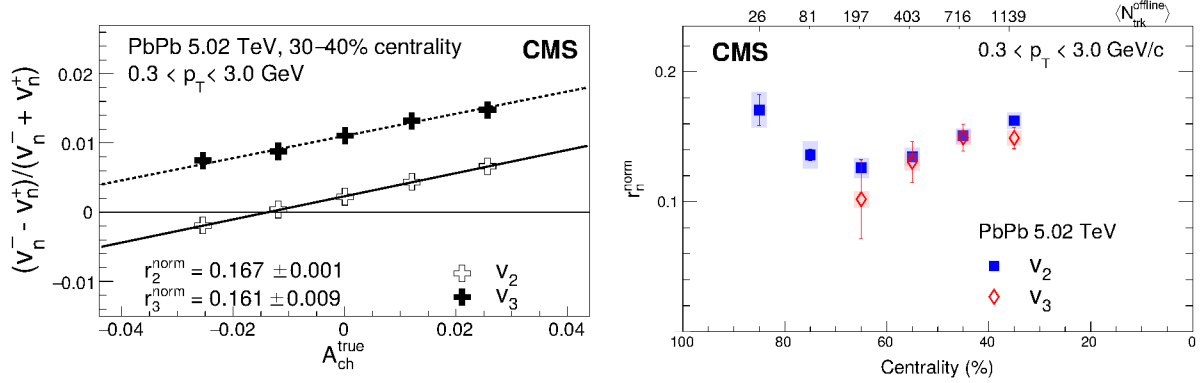 PbPb 5.02 TeV, 30–40% centrality
CMS
0.3 < p_T < 3.0 GeV
0.02
0.01
0
−0.01
(v_n^− - v_n^+)/(v_n^− + v_n^+)
r_2^norm = 0.167 ±0.001
r_3^norm = 0.161 ±0.009
v_2
v_3
−0.04
−0.02
0
0.02
0.04
A_ch^true
26
81
197
403
716
1139
⟨N_trk^offline⟩
CMS
0.3 < p_T < 3.0 GeV/c
0.2
0.1
0
r_n^norm
PbPb 5.02 TeV
v_2
v_3
100
80
60
40
20
0
Centrality (%)